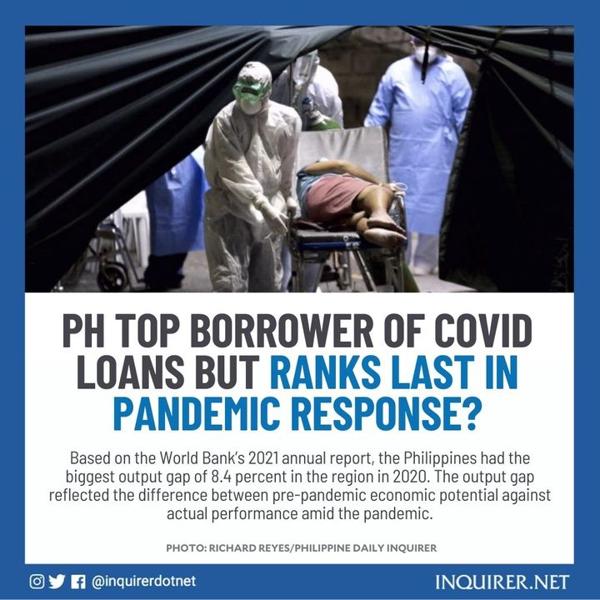 PH TOP BORROWER OF COVID
LOANS BUT RANKS LAST IN
PANDEMIC RESPONSE?
Based on the World Bank's 2021 annual report, the Philippines had the
biggest output gap of 8.4 percent in the region in 2020. The output gap
reflected the difference between pre-pandemic economic potential against
actual performance amid the pandemic.
PHOTO: RICHARD REYES/PHILIPPINE DAILY INQUIRER
@inquirerdotnet
INQUIRER.NET